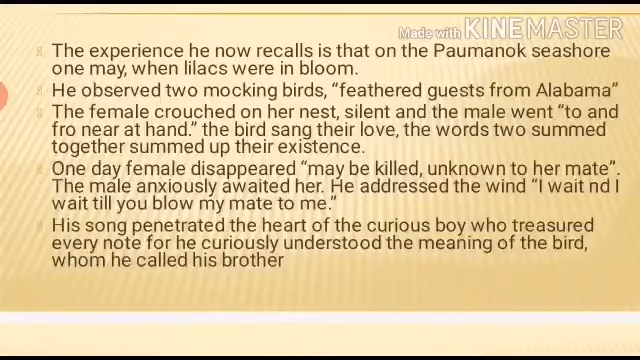 Made with KINEMASTER
The experience he now recalls is that on the Paumanok seashore
one may, when lilacs were in bloom.
He observed two mocking birds, “feathered guests from Alabama”
The female crouched on her nest, silent and the male went “to and
fro near at hand.” the bird sang their love, the words two summed
together summed up their existence.
One day female disappeared “may be killed, unknown to her mate”.
The male anxiously awaited her. He addressed the wind “I wait nd I
wait till you blow my mate to me.”
His song penetrated the heart of the curious boy who treasured
every note for he curiously understood the meaning of the bird,
whom he called his brother